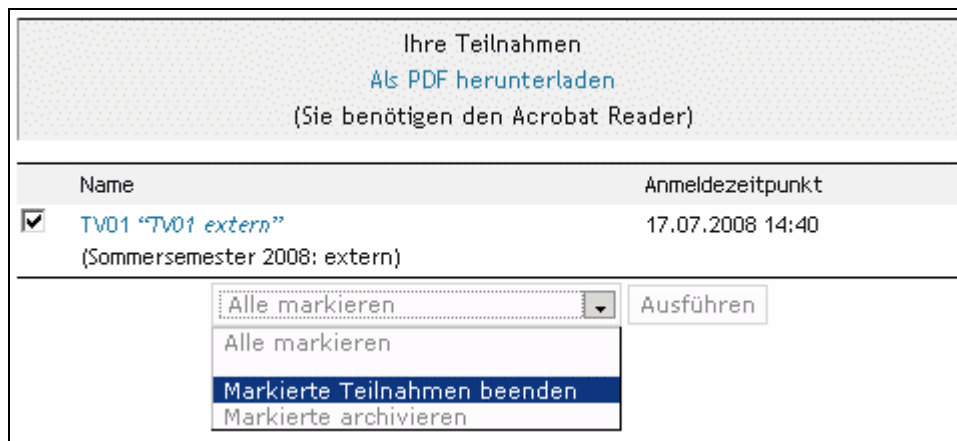 Ihre Teilnahmen
Als PDF herunterladen
(Sie benötigen den Acrobat Reader)
Name Anmeldezeitpunkt
TV01 “TV01 extern” 17.07.2008 14:40
(Sommersemester 2008: extern)
Alle markieren Ausführen
Alle markieren
Markierte Teilnahmen beenden
Markierte archivieren